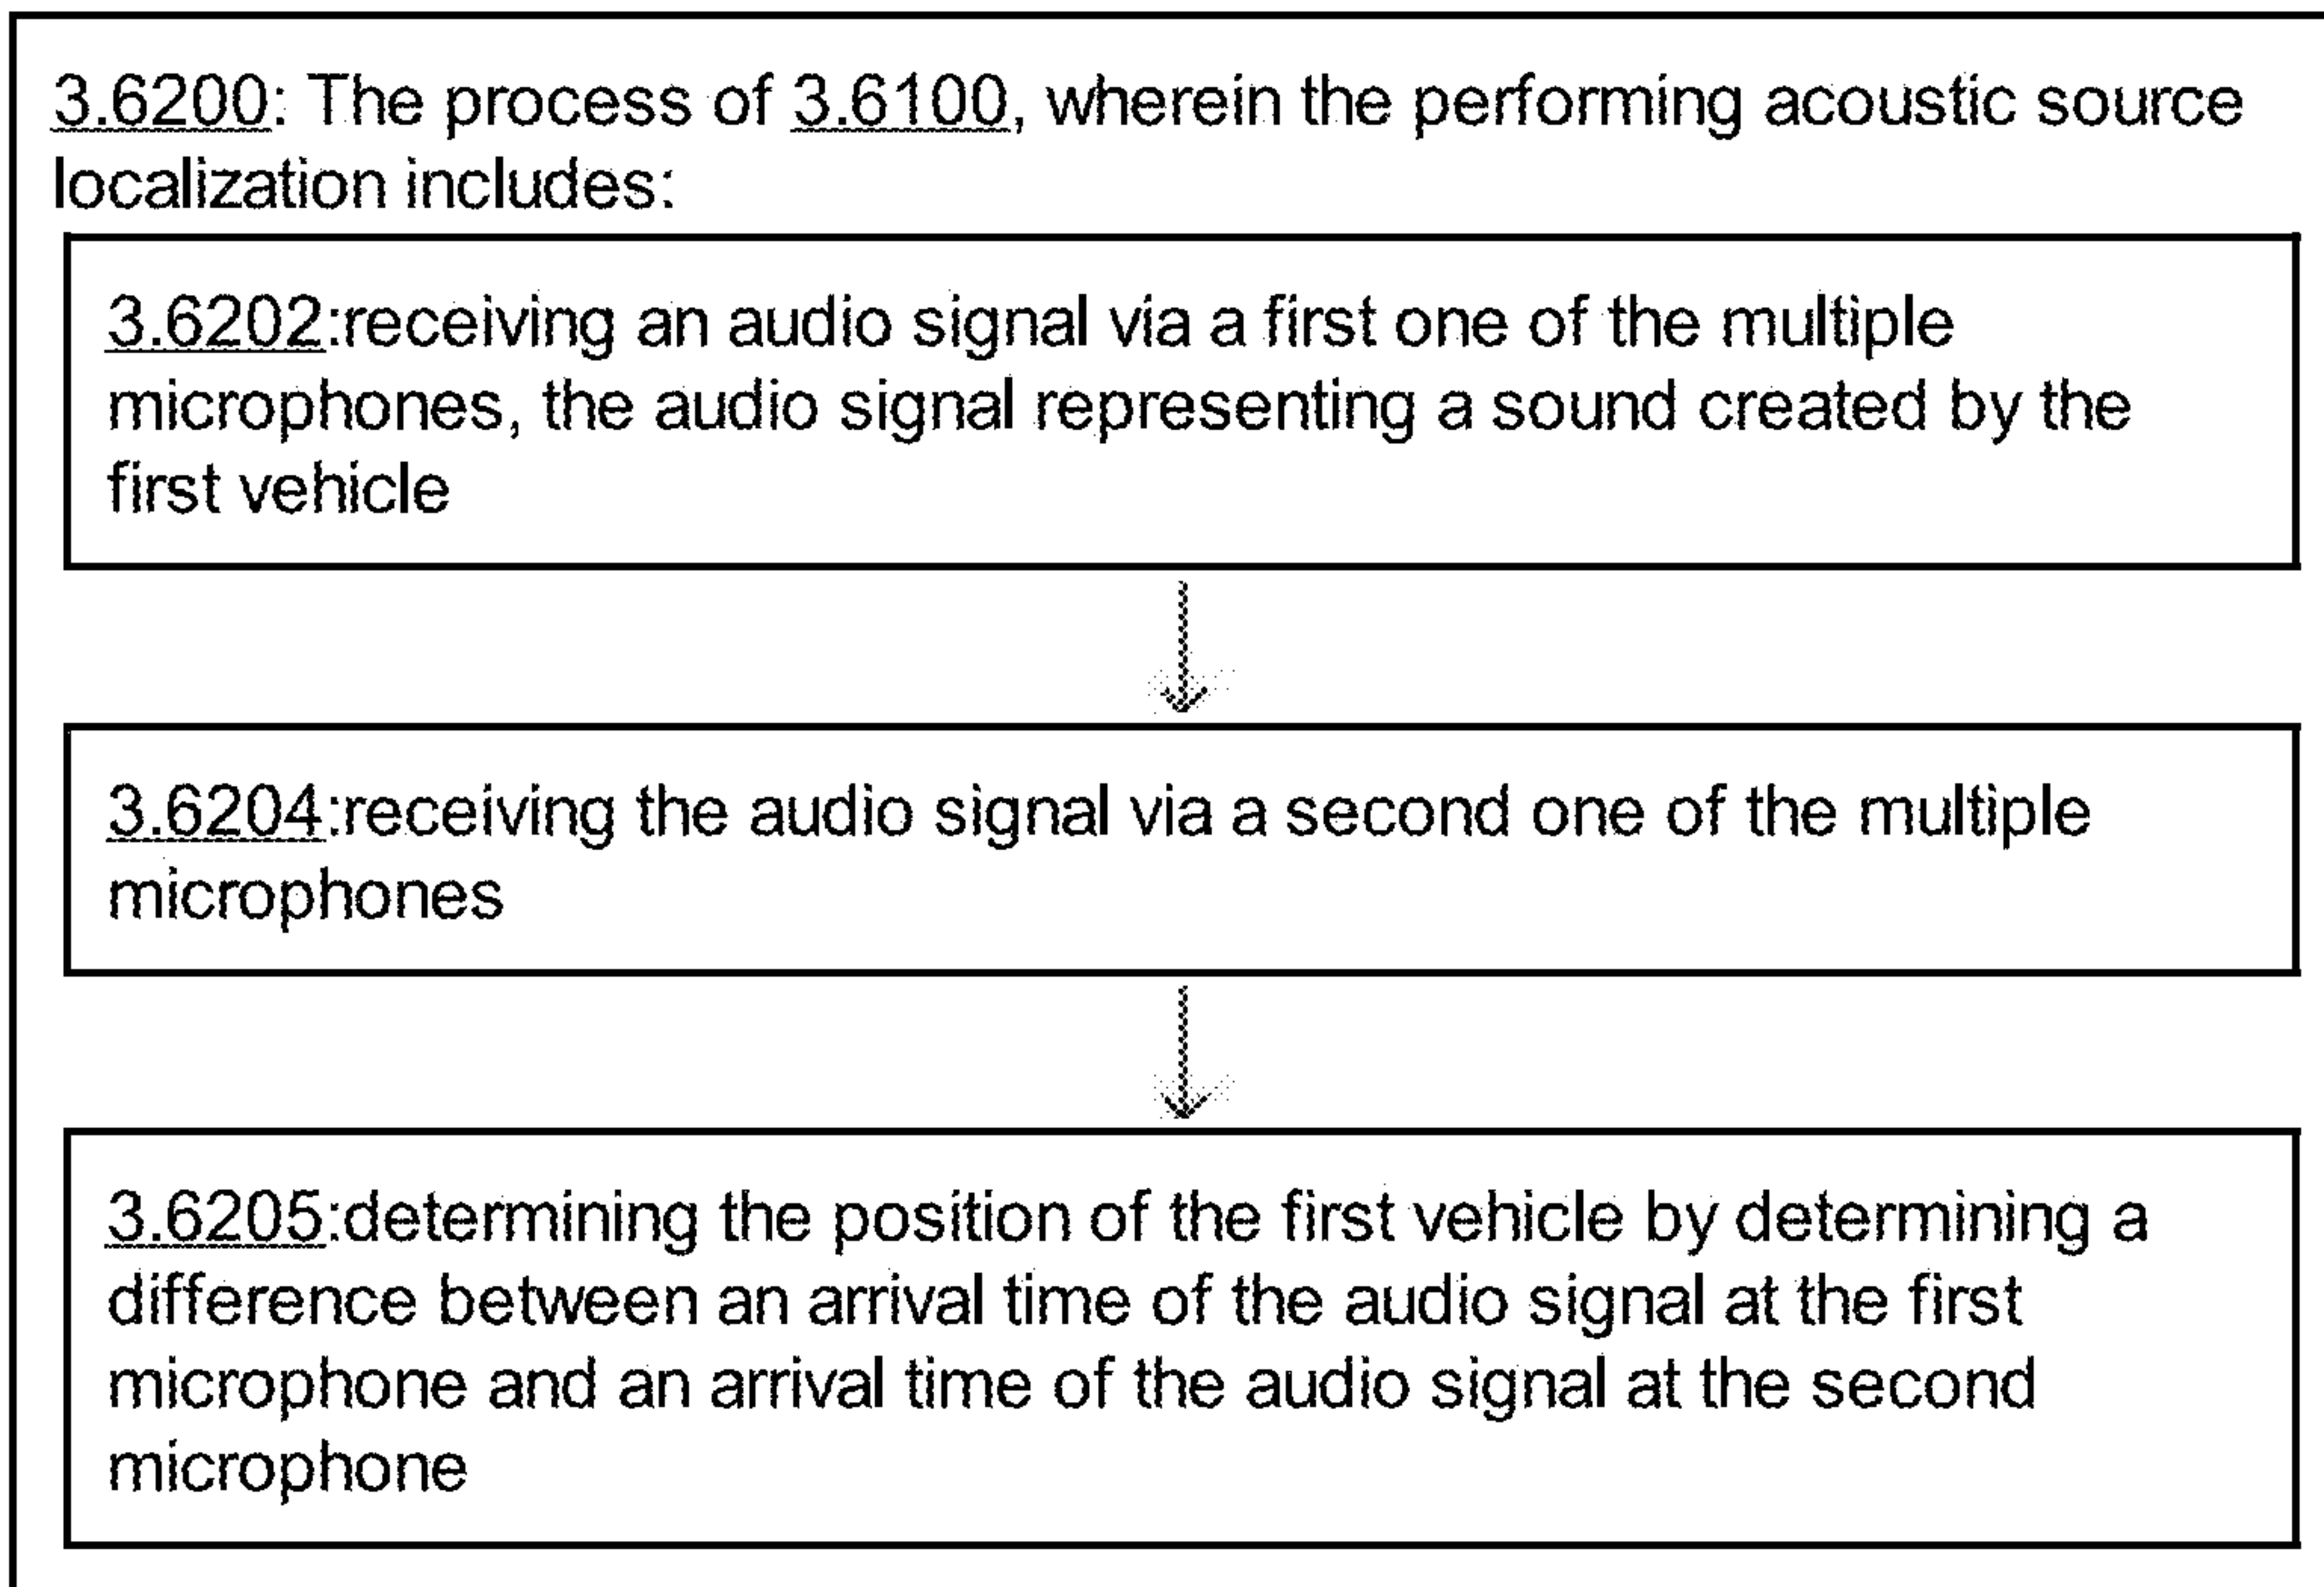 3.6200: The process of 3.6100, wherein the performing acoustic source
localization includes:
3.6202:receiving an audio signal via a first one of the multiple
microphones, the audio signal representing a sound created by the
first vehicle
3.6204:receiving the audio signal via a second one of the multiple
microphones
3.6205:determining the position of the first vehicle by determining a
difference between an arrival time of the audio signal at the first
microphone and an arrival time of the audio signal at the second
microphone